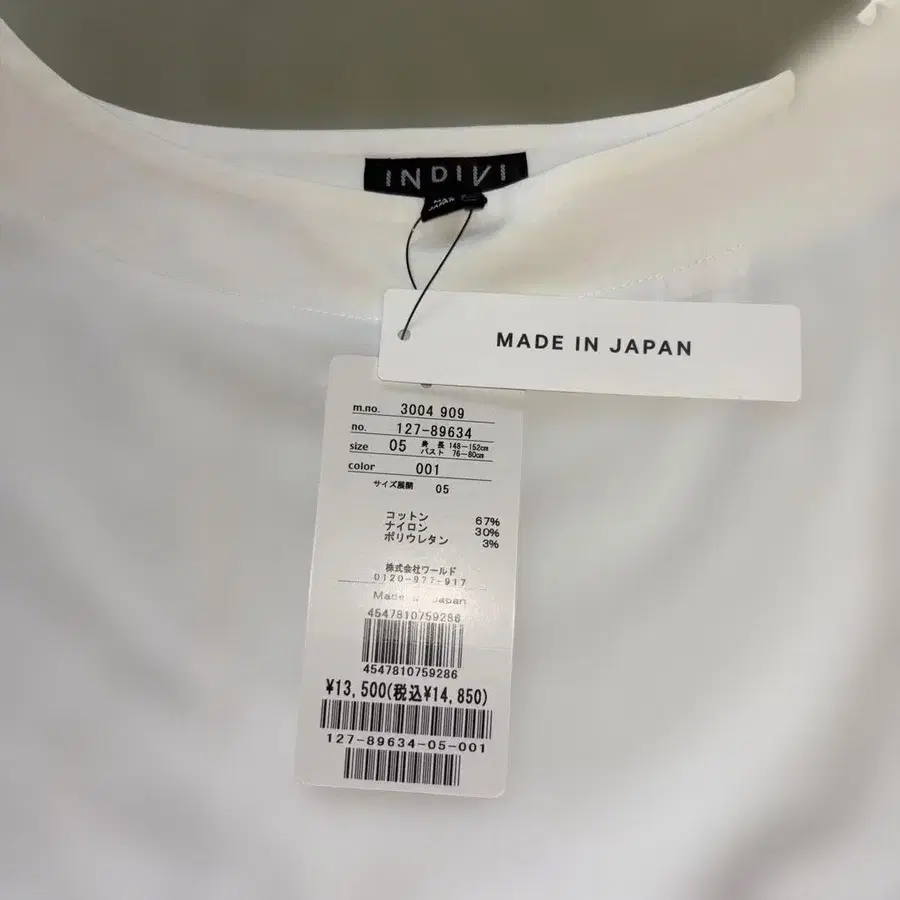 INDIVI
MADE IN JAPAN
m.no. 3004 909
no. 127-89634
size 05 身長 148-152cm
バスト 76-80cm
color 001
サイズ展開 05
コットン 67%
ナイロン 30%
ポリウレタン 3%
株式会社ワールド
0120-977-917
Made in Japan
4547810759286
4547810759286
¥13,500(税込¥14,850)
127-89634-05-001